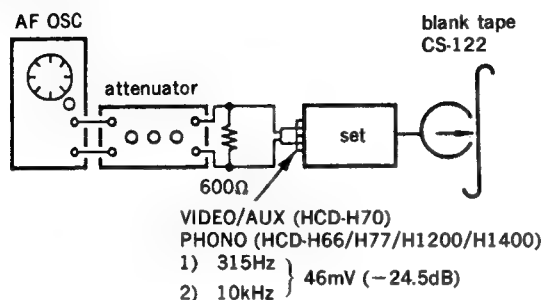 AF OSC
attenuator
blank tape
CS-122
set
600Ω
VIDEO/AUX (HCD-H70)
PHONO (HCD-H66/H77/H1200/H1400)
1) 315Hz
2) 10kHz
46mV (−24.5dB)